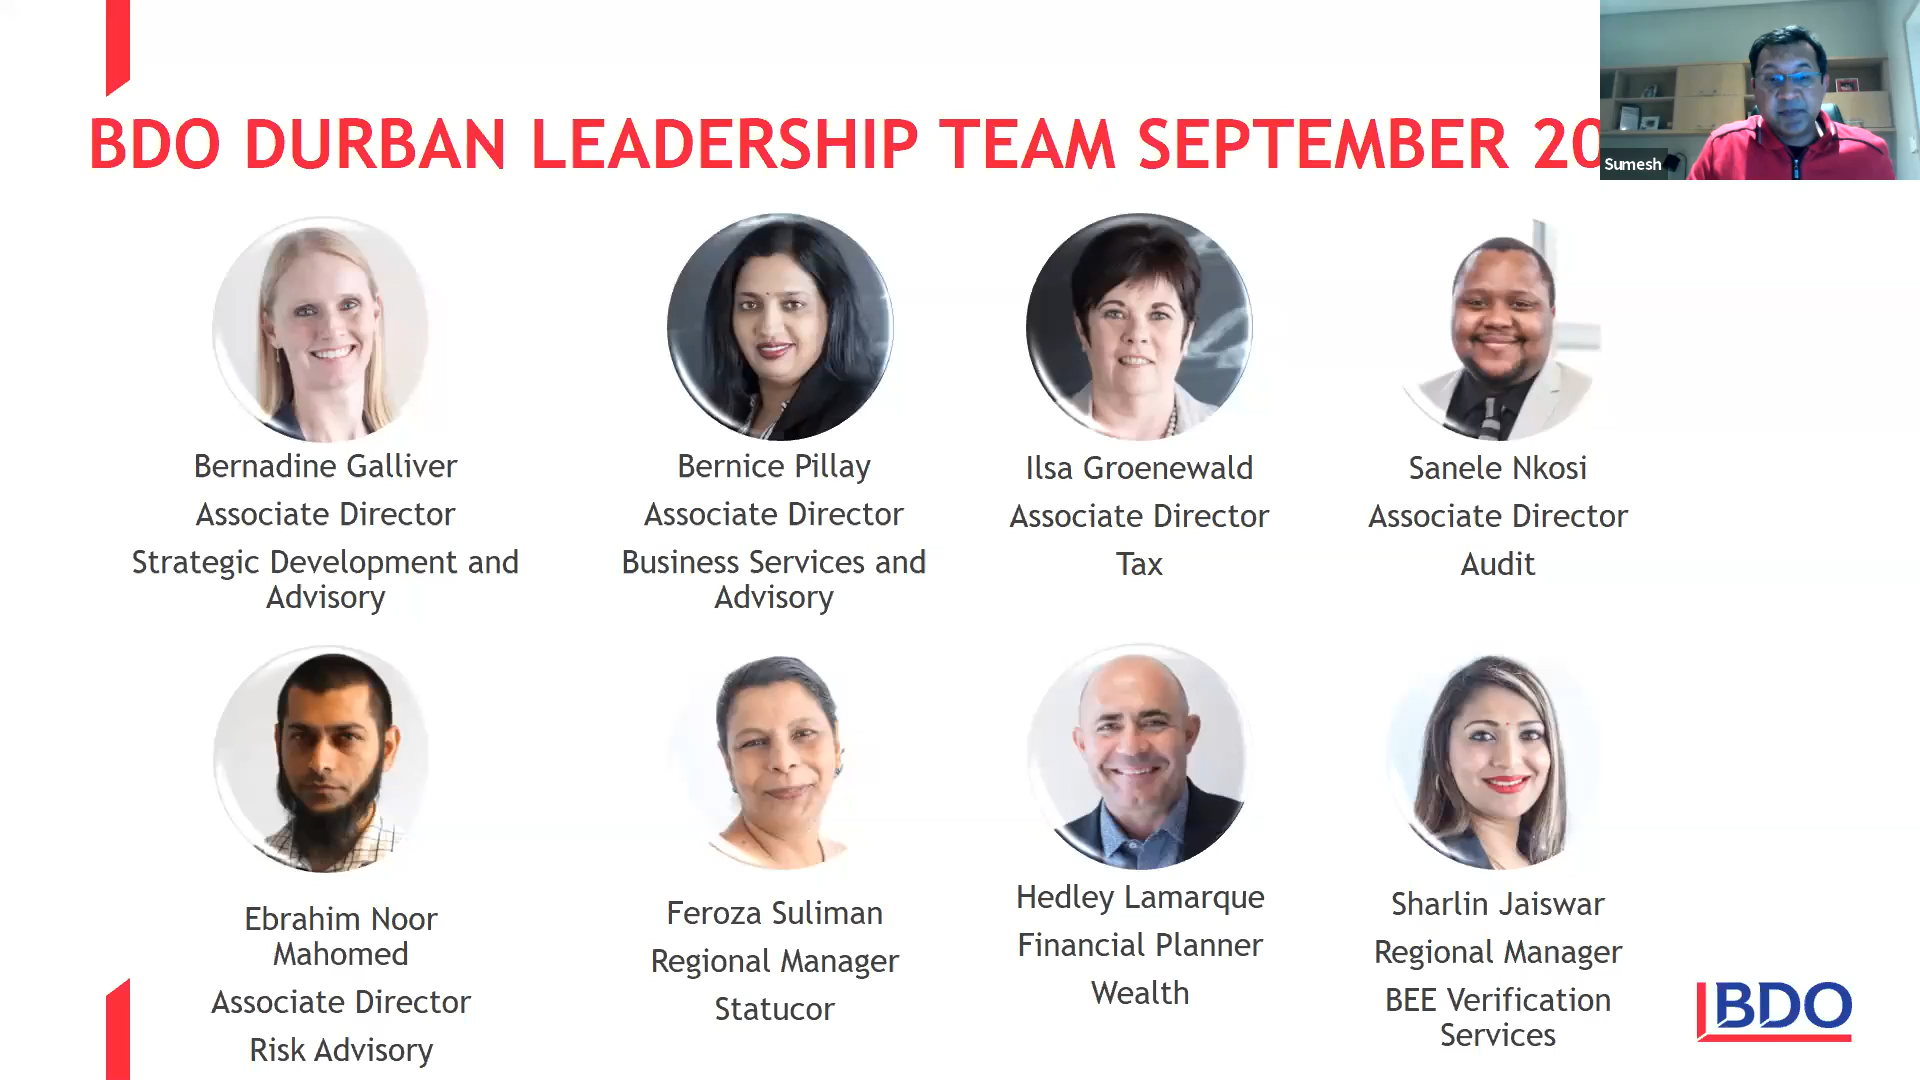 BDO DURBAN LEADERSHIP TEAM SEPTEMBER
Sumesh
Bernadine Galliver
Associate Director
Strategic Development and
Advisory
Bernice Pillay
Associate Director
Business Services and
Advisory
Ilsa Groenewald
Associate Director
Tax
Sanele Nkosi
Associate Director
Audit
Ebrahim Noor
Mahomed
Associate Director
Risk Advisory
Feroza Suliman
Regional Manager
Statucor
Hedley Lamarque
Financial Planner
Wealth
Sharlin Jaiswar
Regional Manager
BEE Verification
Services
BDO